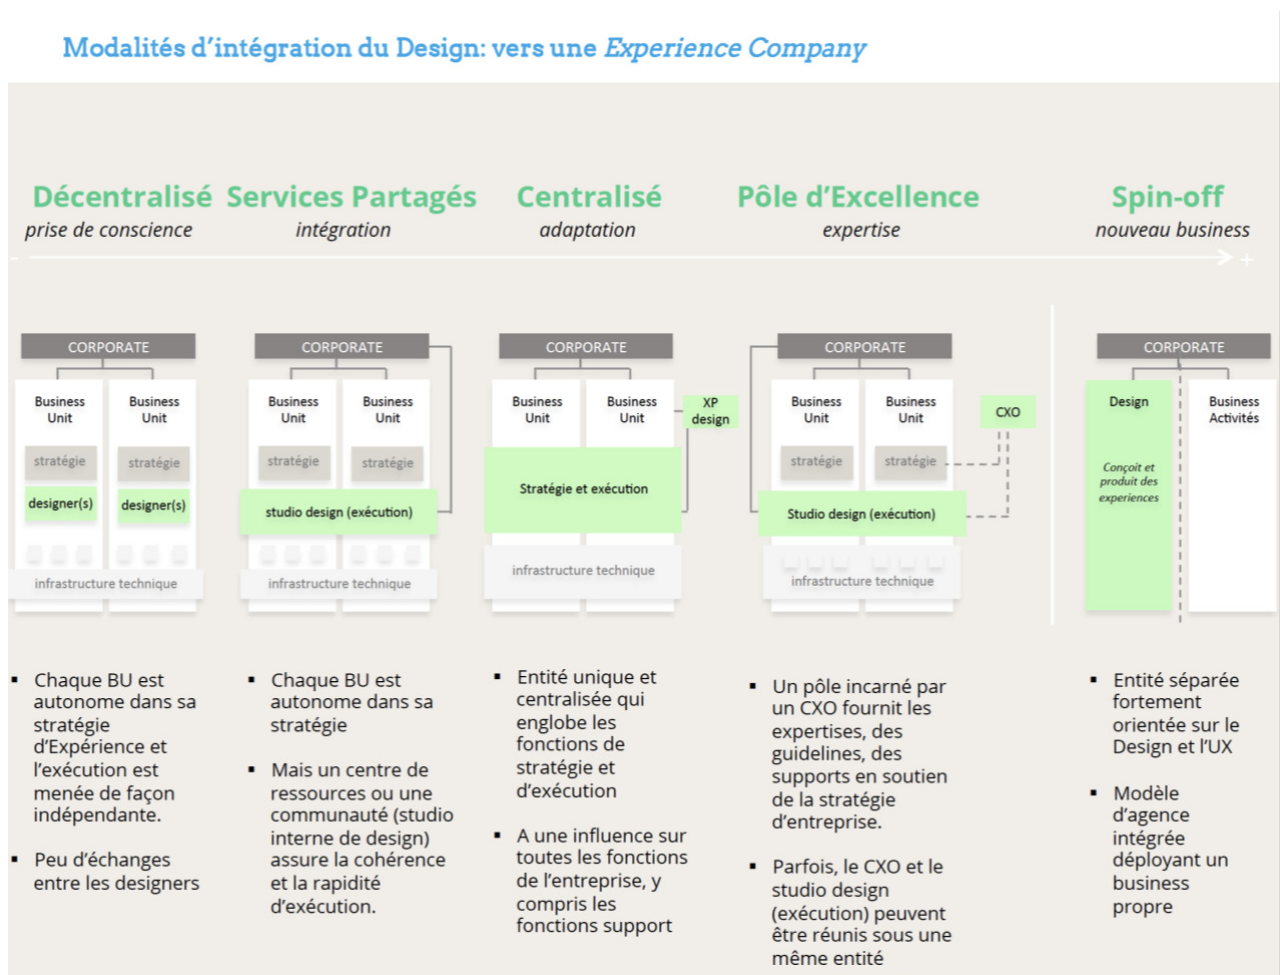 Modalités d’intégration du Design: vers une Experience Company
Décentralisé
prise de conscience
Services Partagés
intégration
Centralisé
adaptation
Pôle d’Excellence
expertise
Spin-off
nouveau business
-
+
CORPORATE
Business
Unit
Business
Unit
stratégie
stratégie
designer(s)
designer(s)
infrastructure technique
CORPORATE
Business
Unit
Business
Unit
stratégie
stratégie
studio design (exécution)
infrastructure technique
CORPORATE
Business
Unit
Business
Unit
XP
design
Stratégie et exécution
infrastructure technique
CORPORATE
Business
Unit
Business
Unit
CXO
stratégie
stratégie
Studio design (exécution)
infrastructure technique
CORPORATE
Design
Conçoit et
produit des
experiences
Business
Activités
▪ Chaque BU est
autonome dans sa
stratégie
d’Expérience et
l’exécution est
menée de façon
indépendante.
▪ Peu d’échanges
entre les designers
▪ Chaque BU est
autonome dans sa
stratégie
▪ Mais un centre de
ressources ou une
communauté (studio
interne de design)
assure la cohérence
et la rapidité
d’exécution.
▪ Entité unique et
centralisée qui
englobe les
fonctions de
stratégie et
d’exécution
▪ A une influence sur
toutes les fonctions
de l’entreprise, y
compris les
fonctions support
▪ Un pôle incarné par
un CXO fournit les
expertises, des
guidelines, des
supports en soutien
de la stratégie
d’entreprise.
▪ Parfois, le CXO et le
studio design
(exécution) peuvent
être réunis sous une
même entité
▪ Entité séparée
fortement
orientée sur le
Design et l’UX
▪ Modèle
d’agence
intégrée
déployant un
business
propre